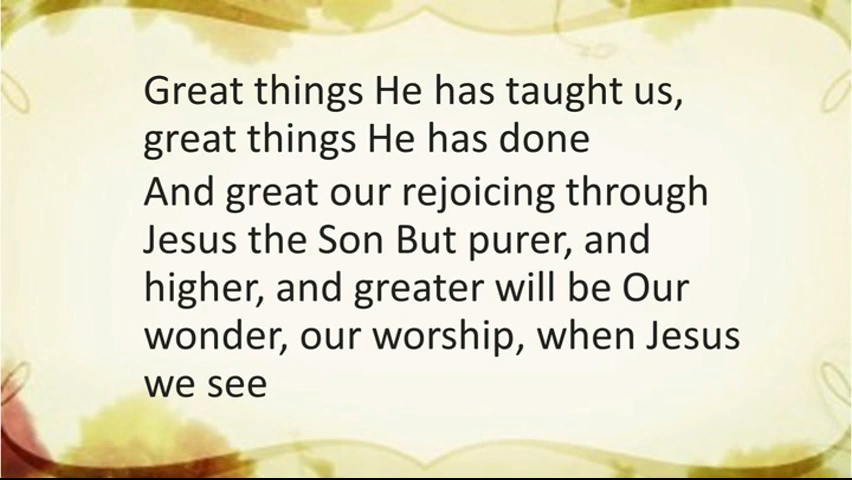 Great things He has taught us,
great things He has done
And great our rejoicing through
Jesus the Son But purer, and
higher, and greater will be Our
wonder, our worship, when Jesus
we see